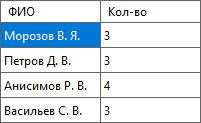 ФИО Кол-во
Морозов В. Я. 3
Петров Д. В. 3
Анисимов Р. В. 4
Васильев С. В. 3